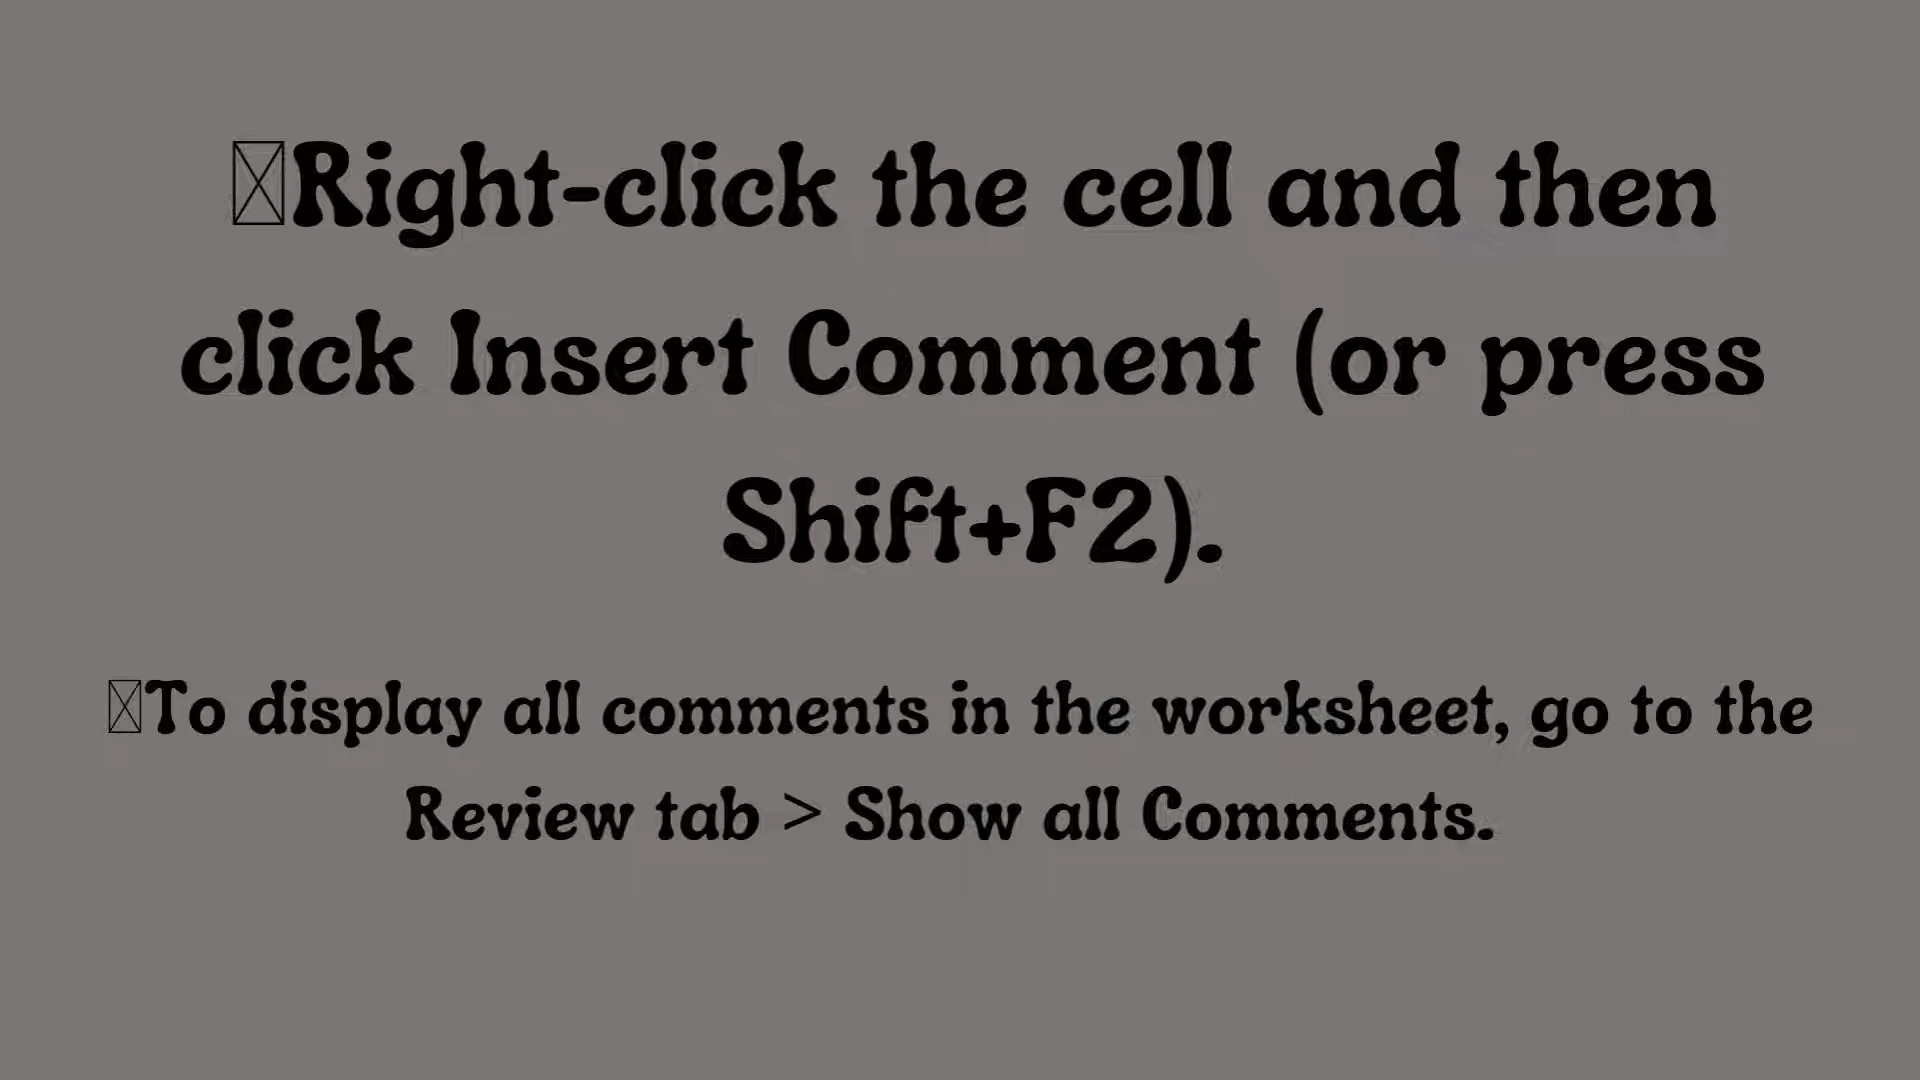 Right-click the cell and then
click Insert Comment (or press
Shift+F2).
To display all comments in the worksheet, go to the
Review tab > Show all Comments.